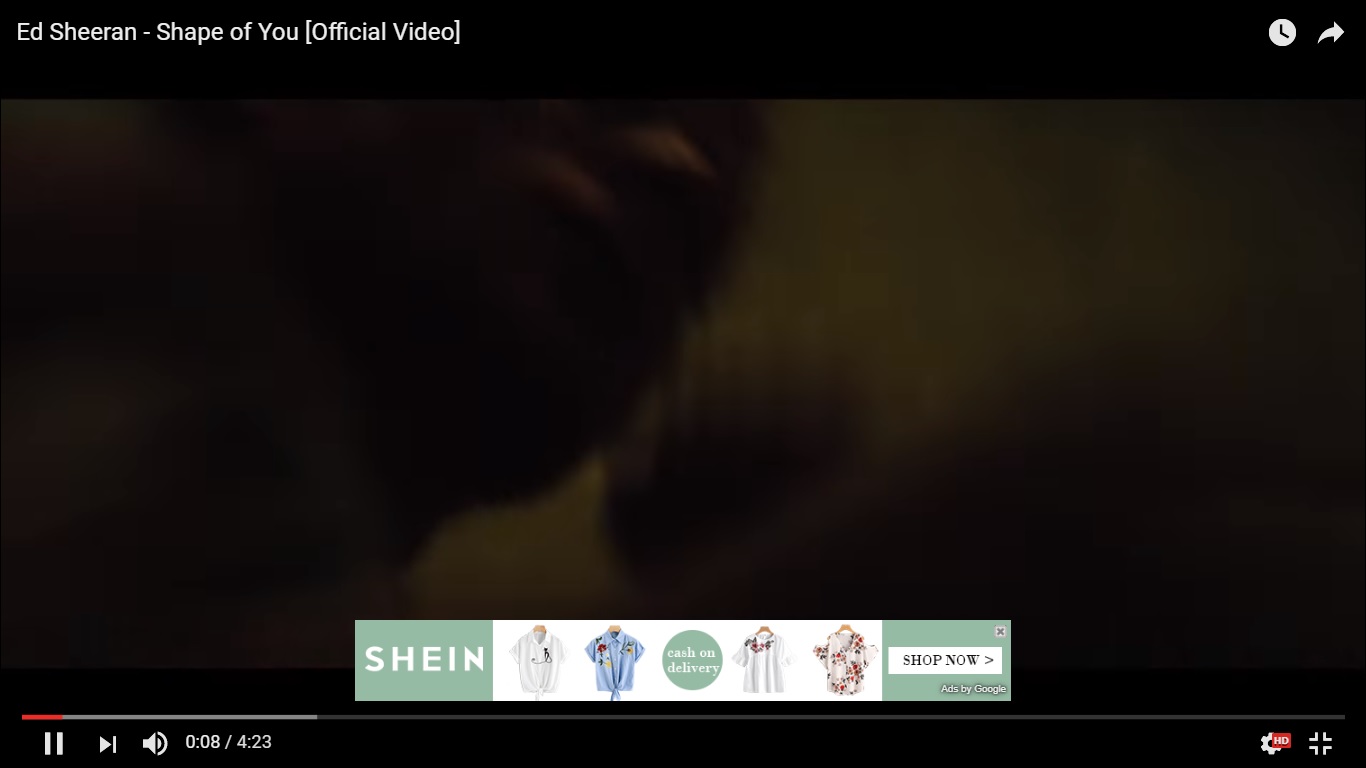 Ed Sheeran - Shape of You [Official Video]
SHEIN
cash on
delivery
SHOP NOW >
Ads by Google
0:08 / 4:23
HD